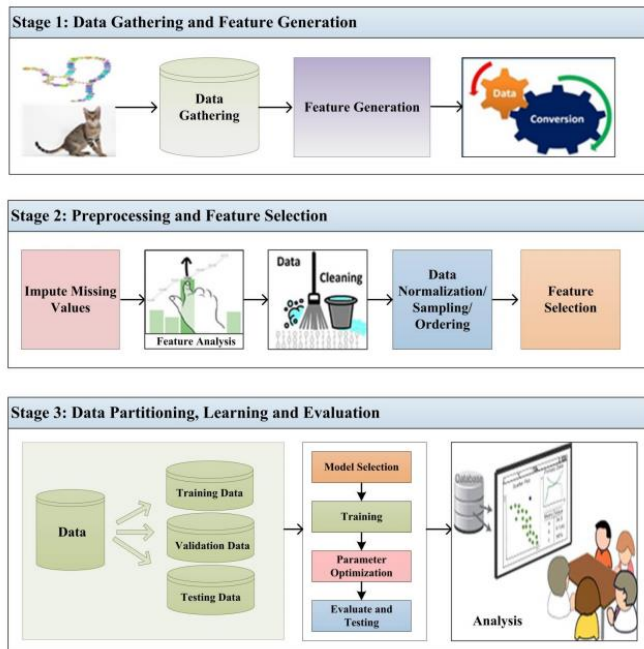 Stage 1: Data Gathering and Feature Generation
Data
Gathering
Feature Generation
Data
Conversion
Stage 2: Preprocessing and Feature Selection
Impute Missing
Values
Feature Analysis
Data
Cleaning
Data
Normalization/
Sampling/
Ordering
Feature
Selection
Stage 3: Data Partitioning, Learning and Evaluation
Data
Training Data
Validation Data
Testing Data
Model Selection
Training
Parameter
Optimization
Evaluate and
Testing
Database
Analysis